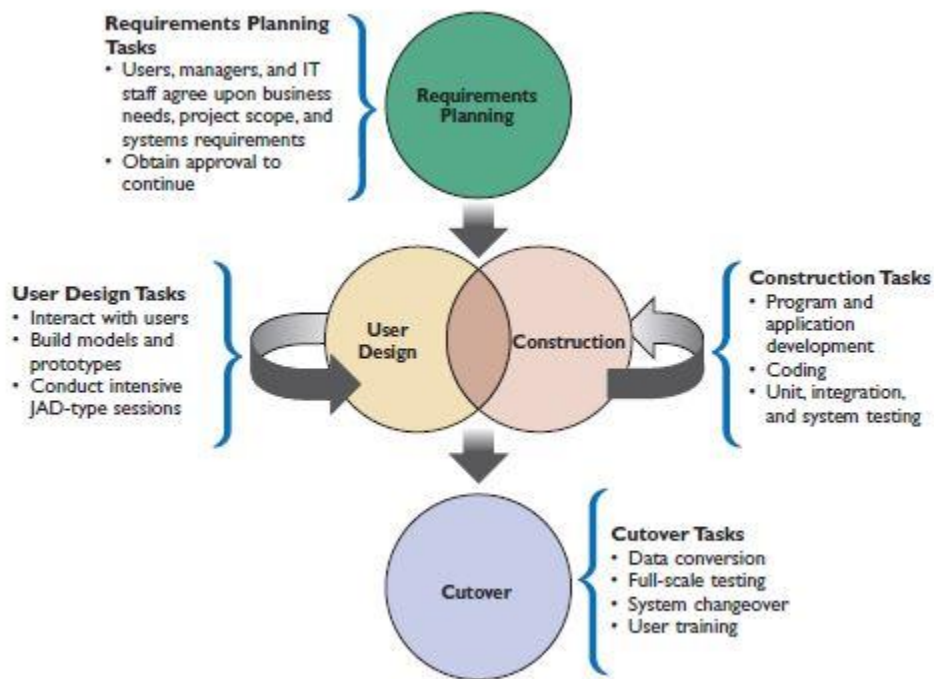 Requirements Planning
Tasks
• Users, managers, and IT
staff agree upon business
needs, project scope, and
systems requirements
• Obtain approval to
continue
Requirements
Planning
User Design Tasks
• Interact with users
• Build models and
prototypes
• Conduct intensive
JAD-type sessions
User
Design
Construction
Construction Tasks
• Program and
application
development
• Coding
• Unit, integration,
and system testing
Cutover
Cutover Tasks
• Data conversion
• Full-scale testing
• System changeover
• User training